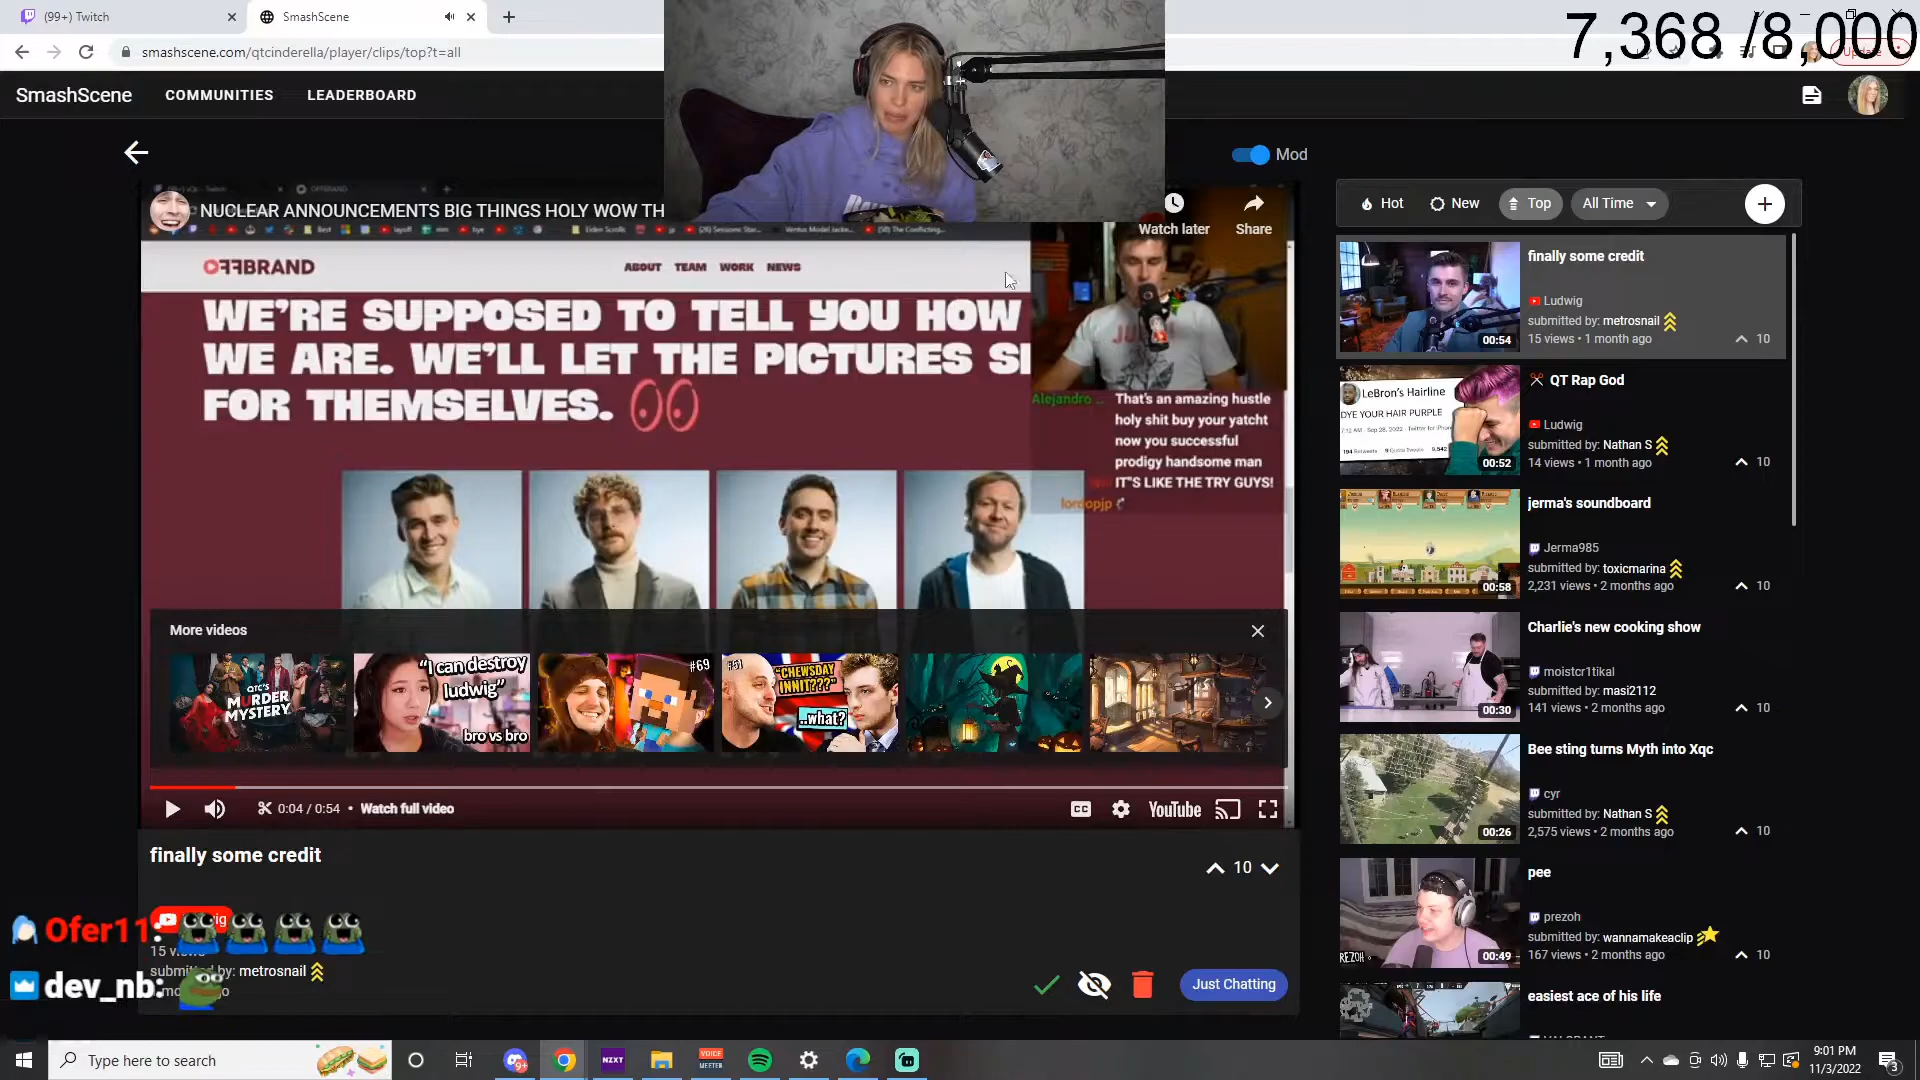 (99+) Twitch
SmashScene
7,368 /8,000
smashscene.com/qtcinderella/player/clips/top?t=all
SmashScene
COMMUNITIES
LEADERBOARD
Mod
NUCLEAR ANNOUNCEMENTS BIG THINGS HOLY WOW TH
Watch later
Share
OFFBRAND
ABOUT
TEAM
WORK
NEWS
WE'RE SUPPOSED TO TELL YOU HOW
WE ARE. WE'LL LET THE PICTURES
FOR THEMSELVES.
Alejandro ..
That's an amazing hustle
holy shit buy your yatcht
now you successful
prodigy handsome man
IT"S LIKE THE TRY GUYS!
lordopjp
More videos
QTC'S
MURDER
MYSTERY
"I can destroy
ludwig"
bro vs bro
#69
#51
"CHEWSDAY
INNIT???"
..what?
0:04 / 0:54 • Watch full video
CC
YouTube
finally some credit
10
Ofer11:
15
submitted by: metrosnail
dev_nb:
Just Chatting
Hot
New
Top
All Time
finally some credit
Ludwig
submitted by: metrosnail
15 views • 1 month ago
10
00:54
LeBron's Hairline
DYE YOUR HAIR PURPLE
QT Rap God
Ludwig
submitted by: Nathan S
14 views • 1 month ago
10
00:52
jerma's soundboard
Jerma985
submitted by: toxicmarina
2,231 views • 2 months ago
10
00:58
Charlie's new cooking show
moistcr1tikal
submitted by: masi2112
141 views • 2 months ago
10
00:30
Bee sting turns Myth into Xqc
cyr
submitted by: Nathan S
2,575 views • 2 months ago
10
00:26
pee
prezoh
submitted by: wannamakeaclip
167 views • 2 months ago
10
00:49
easiest ace of his life
Type here to search
NZXT
VOICE
MEETER
9:01 PM
11/3/2022
3